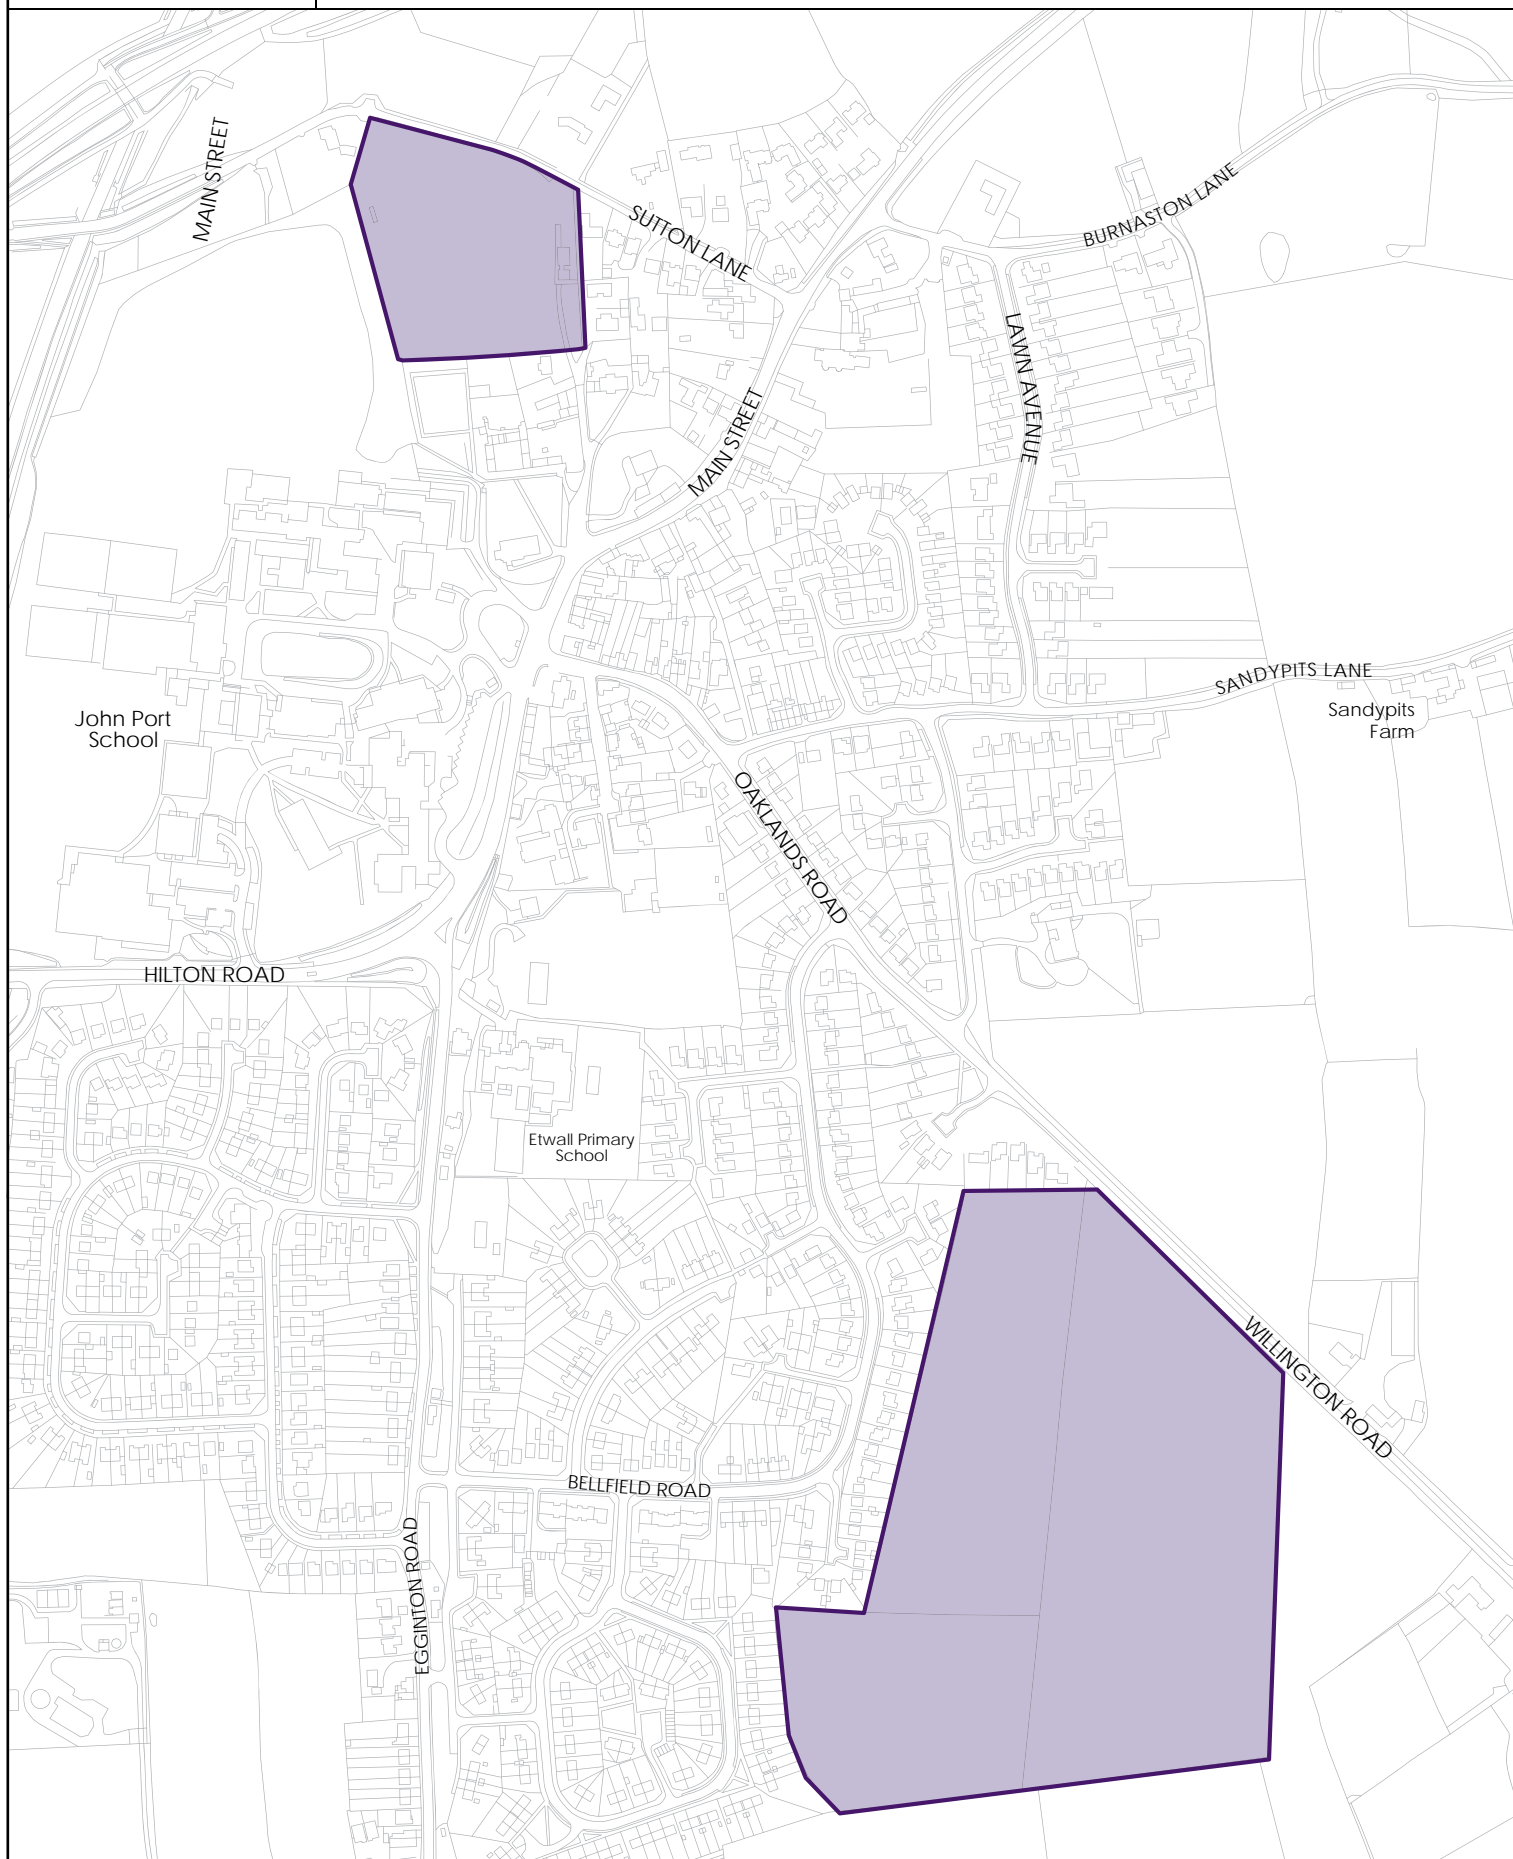 MAIN STREET
SUTTON LANE
BURNASTON LANE
LAWN AVENUE
MAIN STREET
SANDYPITS LANE
Sandypits
Farm
John Port
School
OAKLANDS ROAD
HILTON ROAD
Etwall Primary
School
WILLINGTON ROAD
BELLFIELD ROAD
EGGINTON ROAD